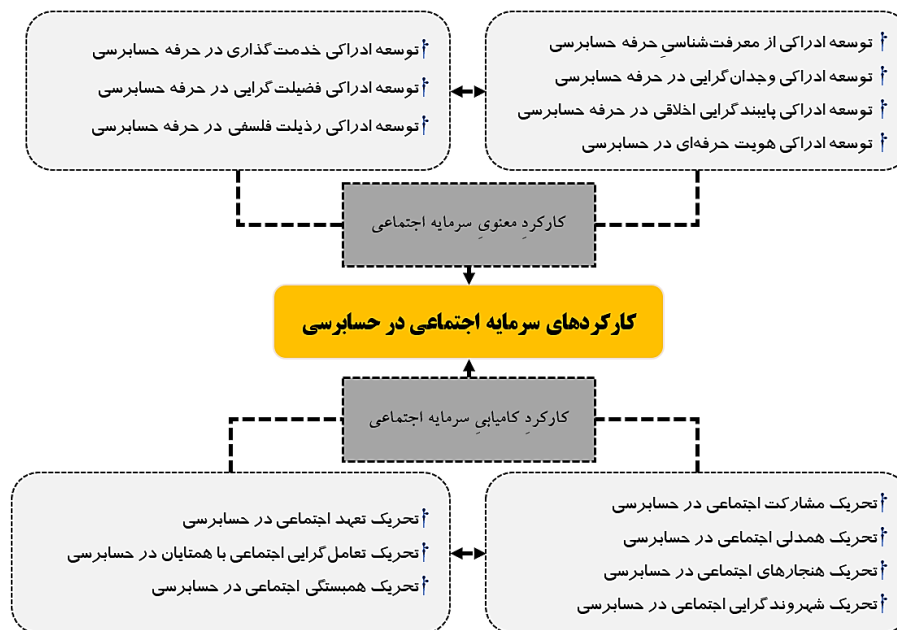 توسعه ادراکی از معرفت‌شناسیِ حرفه حسابرسی
توسعه ادراکی وجدان‌گرایی در حرفه حسابرسی
توسعه ادراکی پایبندگرایی اخلاقی در حرفه حسابرسی
توسعه ادراکی هویت حرفه‌ای در حسابرسی
توسعه ادراکی خدمت‌گذاری در حرفه حسابرسی
توسعه ادراکی فضیلت‌گرایی در حرفه حسابرسی
توسعه ادراکی رذیلت فلسفی در حرفه حسابرسی
کارکردِ معنویِ سرمایه اجتماعی
کارکردهای سرمایه اجتماعی در حسابرسی
کارکردِ کامیابیِ سرمایه اجتماعی
تحریک مشارکت اجتماعی در حسابرسی
تحریک همدلی اجتماعی در حسابرسی
تحریک هنجارهای اجتماعی در حسابرسی
تحریک شهروندگرایی اجتماعی در حسابرسی
تحریک تعهد اجتماعی در حسابرسی
تحریک تعامل‌گرایی اجتماعی با همتایان در حسابرسی
تحریک همبستگی اجتماعی در حسابرسی